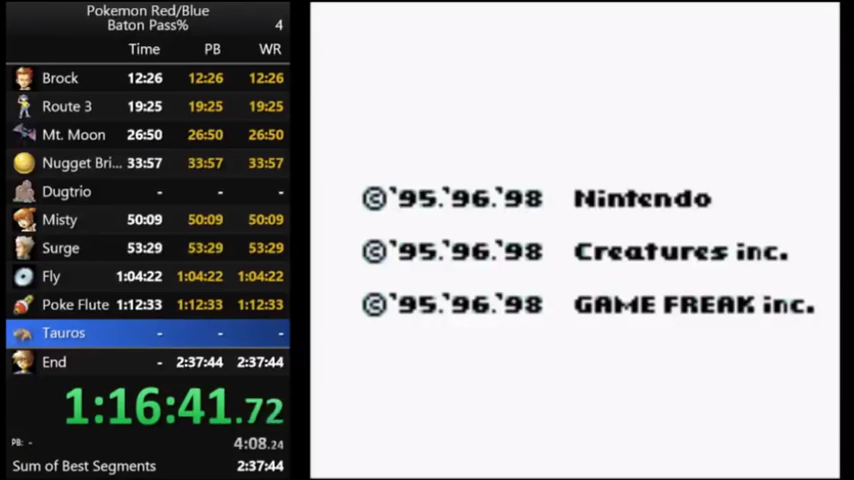 Pokemon Red/Blue
Baton Pass% 4
Time PB WR
Brock 12:26 12:26 12:26
Route 3 19:25 19:25 19:25
Mt. Moon 26:50 26:50 26:50
Nugget Bri... 33:57 33:57 33:57
Dugtrio - - -
Misty 50:09 50:09 50:09
Surge 53:29 53:29 53:29
Fly 1:04:22 1:04:22 1:04:22
Poke Flute 1:12:33 1:12:33 1:12:33
Tauros - - -
End - 2:37:44 2:37:44
1:16:41.72
PB: - 4:08.24
Sum of Best Segments 2:37:44
©'95.'96.'98 Nintendo
©'95.'96.'98 Creatures inc.
©'95.'96.'98 GAME FREAK inc.